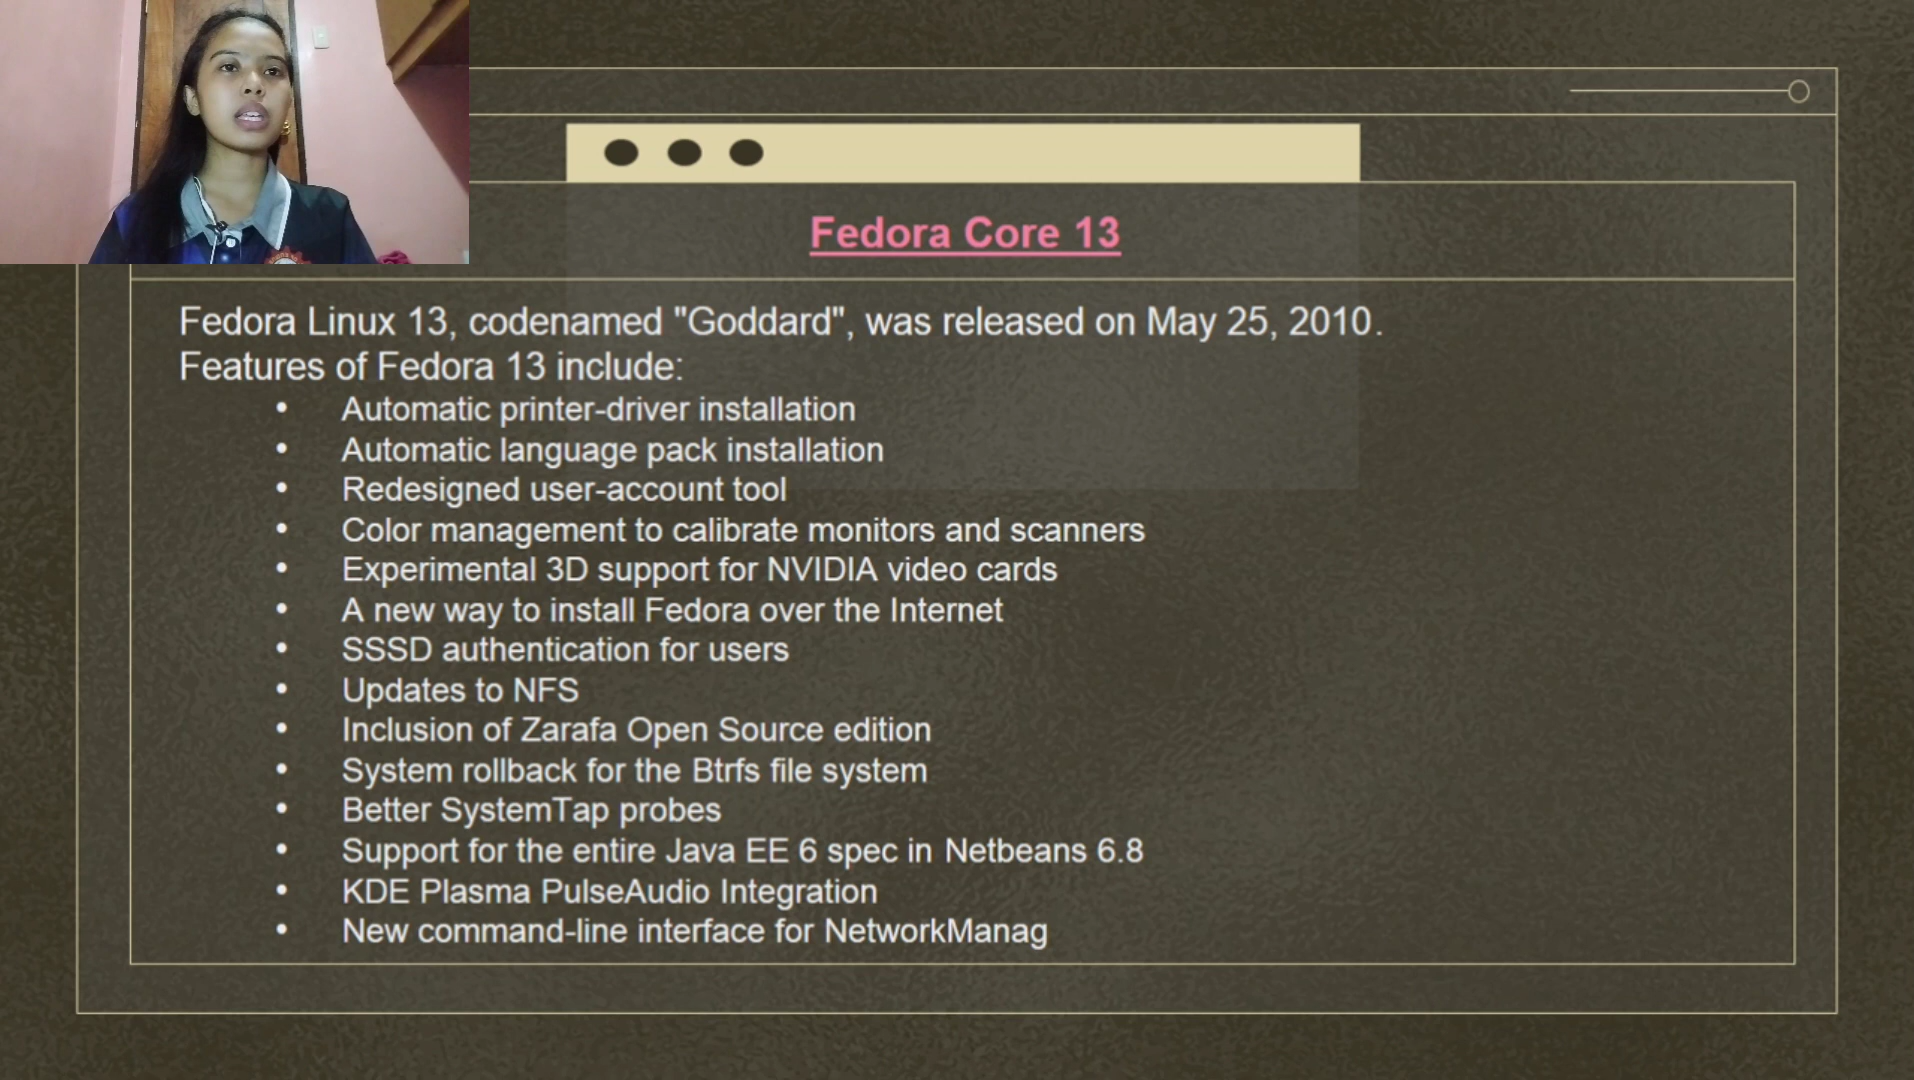 Fedora Core 13
Fedora Linux 13, codenamed "Goddard", was released on May 25, 2010.
Features of Fedora 13 include:
• Automatic printer-driver installation
• Automatic language pack installation
• Redesigned user-account tool
• Color management to calibrate monitors and scanners
• Experimental 3D support for NVIDIA video cards
• A new way to install Fedora over the Internet
• SSSD authentication for users
• Updates to NFS
• Inclusion of Zarafa Open Source edition
• System rollback for the Btrfs file system
• Better SystemTap probes
• Support for the entire Java EE 6 spec in Netbeans 6.8
• KDE Plasma PulseAudio Integration
• New command-line interface for NetworkManag